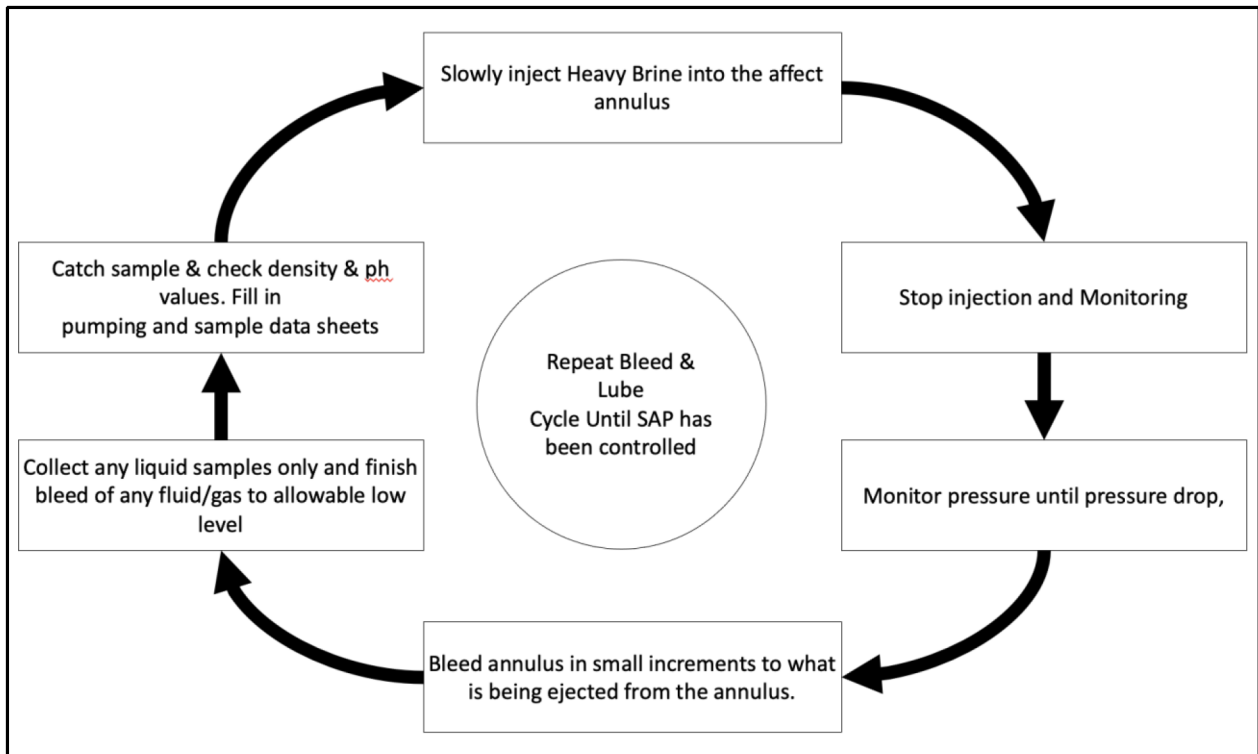 Slowly inject Heavy Brine into the affect
annulus
Stop injection and Monitoring
Monitor pressure until pressure drop,
Bleed annulus in small increments to what
is being ejected from the annulus.
Collect any liquid samples only and finish
bleed of any fluid/gas to allowable low
level
Catch sample & check density & ph
values. Fill in
pumping and sample data sheets
Repeat Bleed &
Lube
Cycle Until SAP has
been controlled